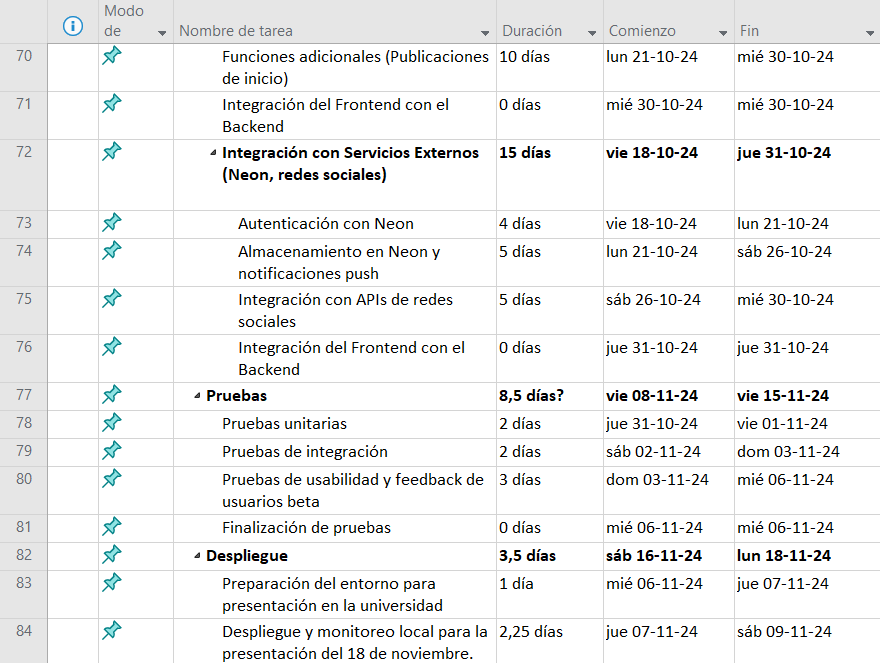 Modo de Nombre de tarea Duración Comienzo Fin
70 Funciones adicionales (Publicaciones de inicio) 10 días lun 21-10-24 mié 30-10-24
71 Integración del Frontend con el Backend 0 días mié 30-10-24 mié 30-10-24
72 Integración con Servicios Externos (Neon, redes sociales) 15 días vie 18-10-24 jue 31-10-24
73 Autenticación con Neon 4 días vie 18-10-24 lun 21-10-24
74 Almacenamiento en Neon y notificaciones push 5 días lun 21-10-24 sáb 26-10-24
75 Integración con APIs de redes sociales 5 días sáb 26-10-24 mié 30-10-24
76 Integración del Frontend con el Backend 0 días jue 31-10-24 jue 31-10-24
77 Pruebas 8,5 días? vie 08-11-24 vie 15-11-24
78 Pruebas unitarias 2 días jue 31-10-24 vie 01-11-24
79 Pruebas de integración 2 días sáb 02-11-24 dom 03-11-24
80 Pruebas de usabilidad y feedback de usuarios beta 3 días dom 03-11-24 mié 06-11-24
81 Finalización de pruebas 0 días mié 06-11-24 mié 06-11-24
82 Despliegue 3,5 días sáb 16-11-24 lun 18-11-24
83 Preparación del entorno para presentación en la universidad 1 día mié 06-11-24 jue 07-11-24
84 Despliegue y monitoreo local para la presentación del 18 de noviembre. 2,25 días jue 07-11-24 sáb 09-11-24